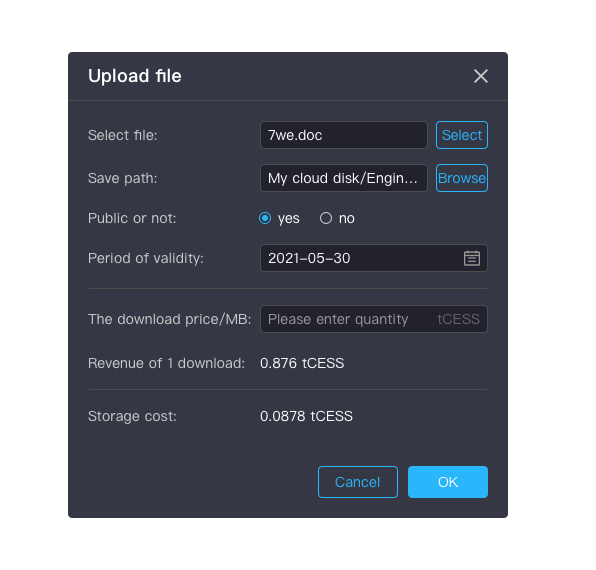 Upload file
Select file: 7we.doc Select
Save path: My cloud disk/Engin... Browse
Public or not: yes no
Period of validity: 2021-05-30
The download price/MB: Please enter quantity tCESS
Revenue of 1 download: 0.876 tCESS
Storage cost: 0.0878 tCESS
Cancel OK